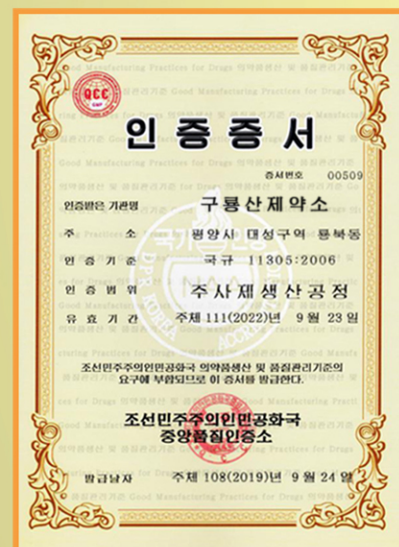 QCC
GMP
인 증 증 서
증서번호 00509
인증받은 기관명 구룡산제약소
주 소 평양시 대성구역 룡북동
인 증 기 준 국규 11305:2006
인 증 범 위 주사제생산공정
유 효 기 간 주체 111(2022)년 9월 23일
조선민주주의인민공화국 의약품생산 및 품질관리기준의
요구에 부합되므로 이 증서를 발급한다.
조선민주주의인민공화국
중앙품질인증소
발급날자 주체 108(2019)년 9월 24일